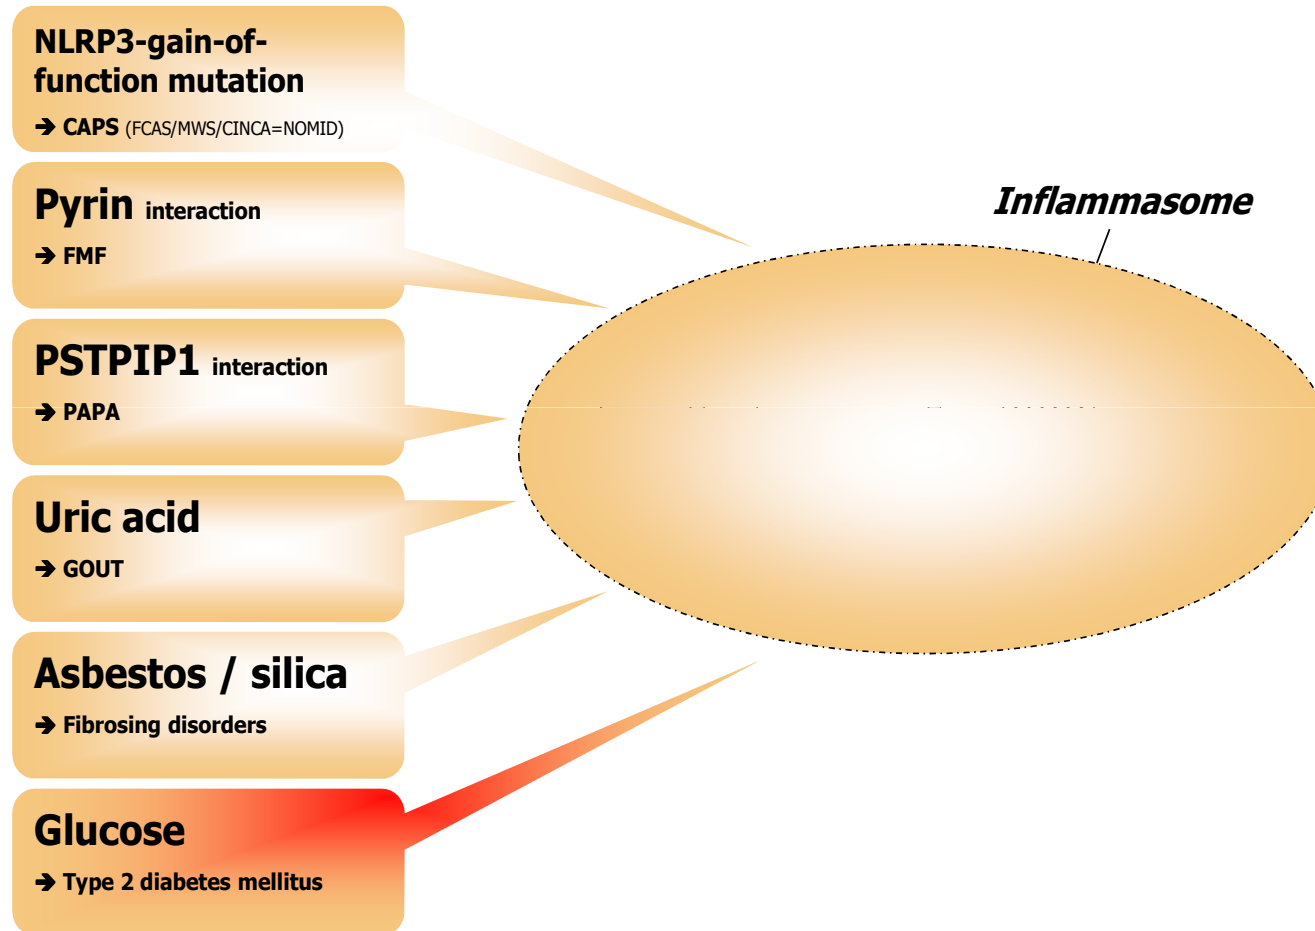 NLRP3-gain-of-
function mutation
➔ CAPS (FCAS/MWS/CINCA=NOMID)
Pyrin interaction
➔ FMF
PSTPIP1 interaction
➔ PAPA
Uric acid
➔ GOUT
Asbestos / silica
➔ Fibrosing disorders
Glucose
➔ Type 2 diabetes mellitus
Inflammasome